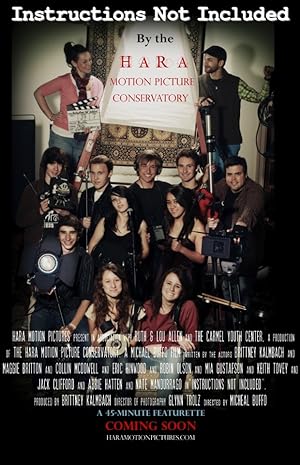 Instructions Not Included
By the
HARA
MOTION PICTURE
CONSERVATORY
HARA MOTION PICTURES PRESENT IN ASSOCIATION WITH RUTH & LOU ALLEN AND THE CARMEL YOUTH CENTER, A PRODUCTION
OF THE HARA MOTION PICTURE CONSERVATORY, A MICHAEL BUFFO FILM WRITTEN BY THE ACTORS BRITTNEY KALMBACH AND
MAGGIE BRITTON AND COLLIN MCDOWELL AND ERIC HINWOOD AND ROBIN OLSON AND MIA GUSTAFSON AND KEITH TOVEY AND
JACK CLIFFORD AND ABBIE HATTEN AND NATE MANDURRAGO IN "INSTRUCTIONS NOT INCLUDED".
PRODUCED BY BRITTNEY KALMBACH DIRECTOR OF PHOTOGRAPHY GLYNN TROLZ DIRECTED BY MICHEAL BUFFO
A 45-MINUTE FEATURETTE
COMING SOON
HARAMOTIONPICTURES.COM